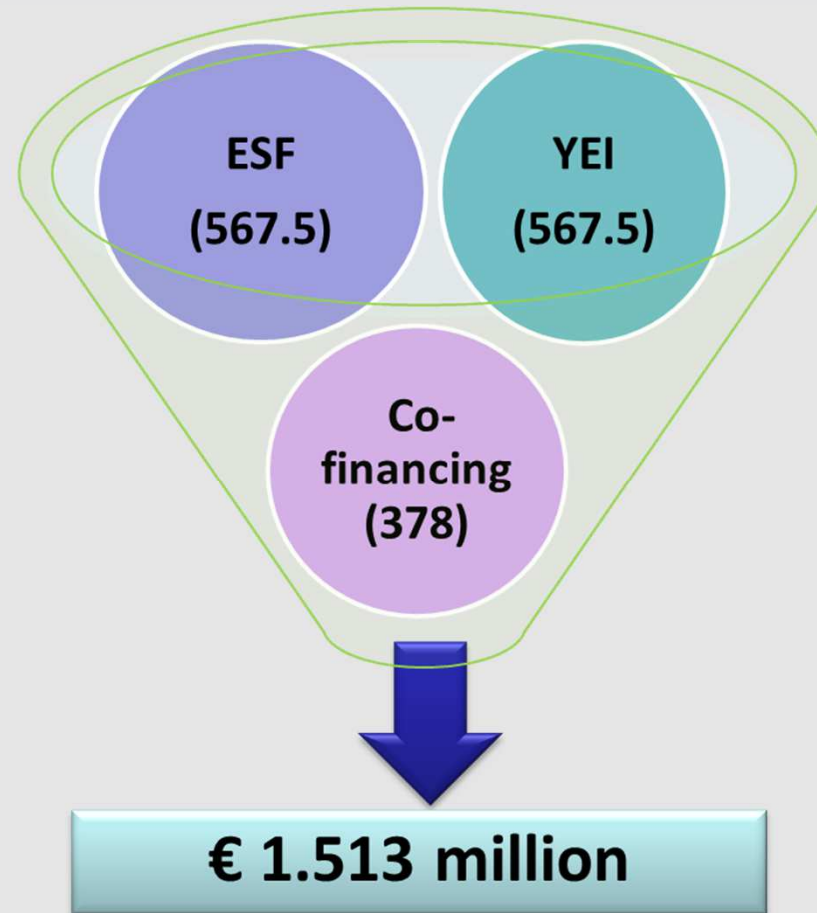 ESF
(567.5)
YEI
(567.5)
Co-
financing
(378)
€ 1.513 million